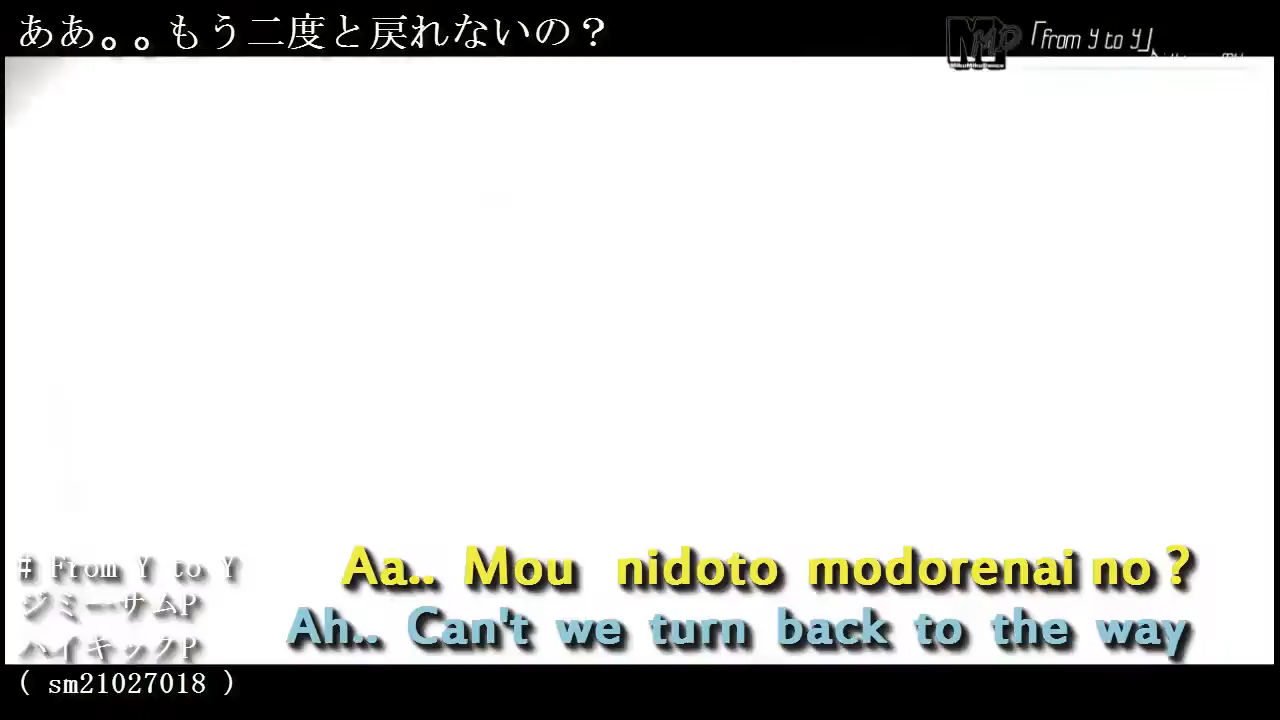 ああ。。もう二度と戻れないの？
MMD
MikuMikuDance
「From Y to Y」
# From Y to Y
ジミーサムP
ハイキックP
( sm21027018 )
Aa.. Mou nidoto modorenai no ?
Ah.. Can't we turn back to the way